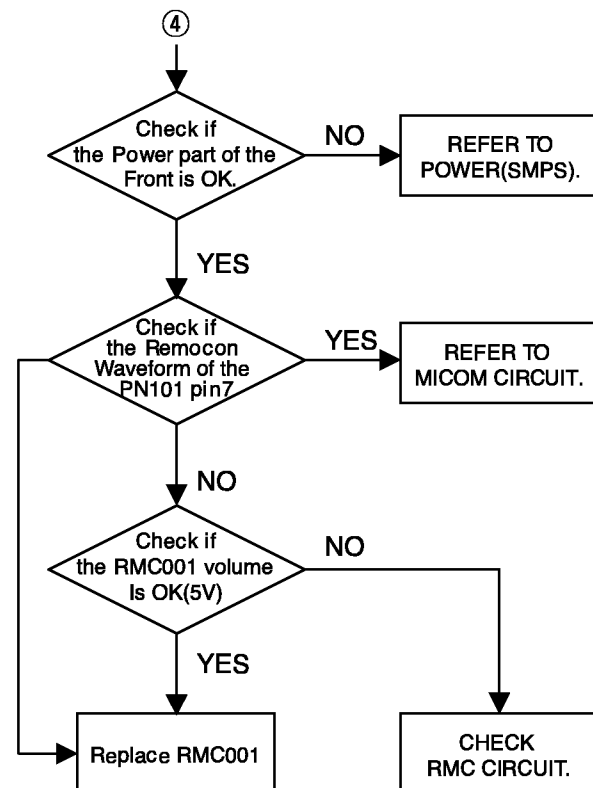 ④
Check if
the Power part of the
Front is OK.
NO
REFER TO
POWER(SMPS).
YES
Check if
the Remocon
Waveform of the
PN101 pin7
YES
REFER TO
MICOM CIRCUIT.
NO
Check if
the RMC001 volume
Is OK(5V)
NO
YES
Replace RMC001
CHECK
RMC CIRCUIT.